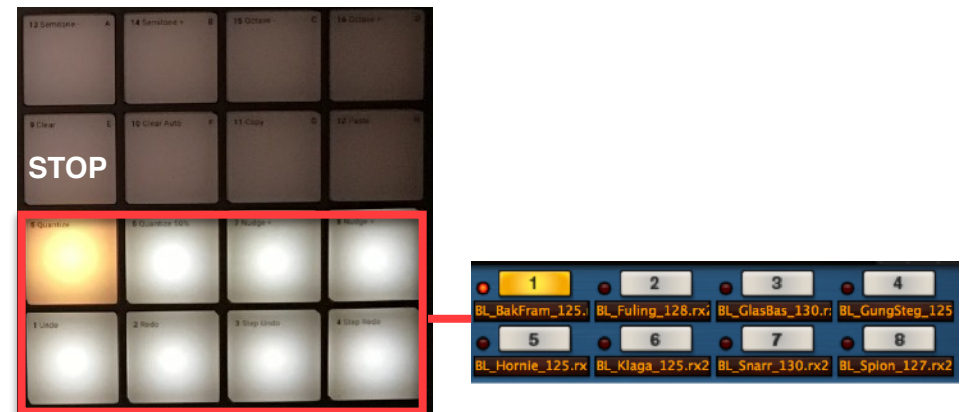 13 Semitone - A 14 Semitone + B 15 Octave - C 16 Octave +
9 Clear E 10 Clear Auto F 11 Copy G 12 Paste H
STOP
5 Quantize 6 Quantize 50% 7 Nudge < 8 Nudge >
1 Undo 2 Redo 3 Step Undo 4 Step Redo
1 2 3 4
BL_BakFram_125. BL_Fuling_128.rx2 BL_GlasBas_130.r BL_GungSteg_125
5 6 7 8
BL_Hornie_125.rx BL_Klaga_125.rx2 BL_Snarr_130.rx2 BL_Spion_127.rx2